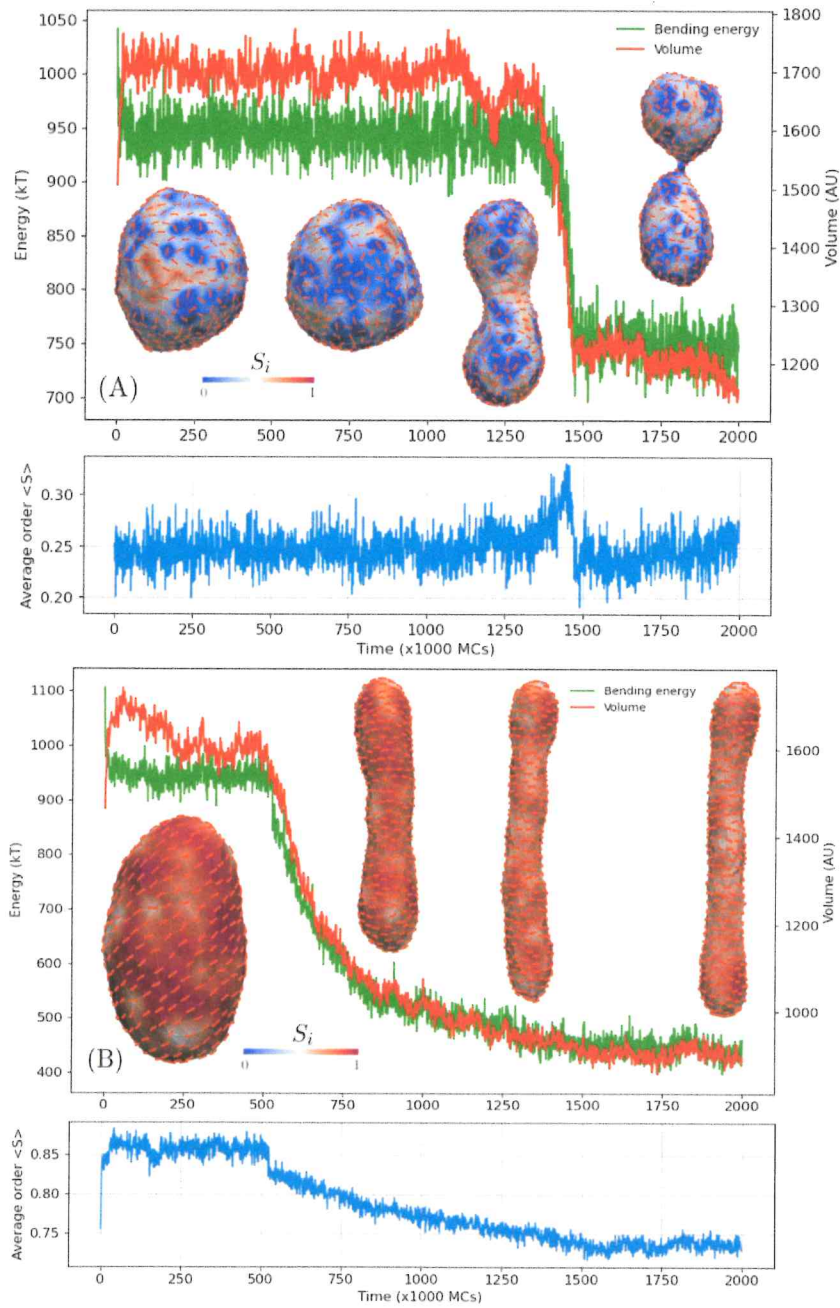 1050
1000
950
900
850
800
750
700
Energy (kT)
Bending energy
Volume
1800
1700
1600
1500
1400
1300
1200
Volume (AU)
S_i
0 1
(A)
0 250 500 750 1000 1250 1500 1750 2000
0.30
0.25
0.20
Average order <S>
0 250 500 750 1000 1250 1500 1750 2000
Time (x1000 MCs)
1100
1000
900
800
700
600
500
400
Energy (kT)
Bending energy
Volume
1600
1400
1200
1000
Volume (AU)
S_i
0 1
(B)
0 250 500 750 1000 1250 1500 1750 2000
0.85
0.80
0.75
Average order <S>
0 250 500 750 1000 1250 1500 1750 2000
Time (x1000 MCs)